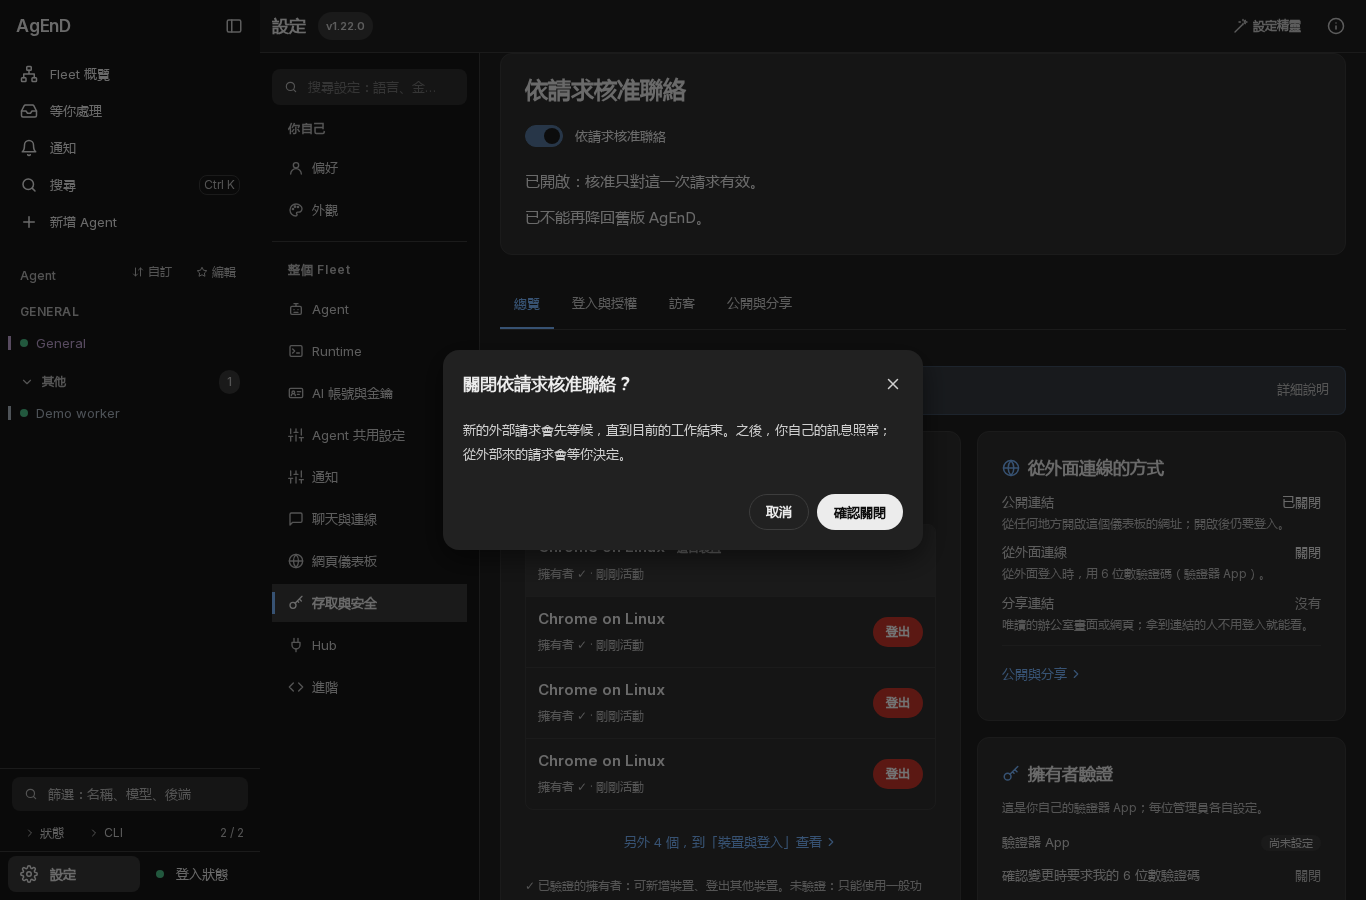 AgEnD
Fleet 概覽
等你處理
通知
搜尋
Ctrl K
新增 Agent
Agent
自訂
編輯
GENERAL
General
其他
1
Demo worker
篩選：名稱、模型、後端
狀態
CLI
2 / 2
設定
登入狀態
設定
v1.22.0
設定精靈
搜尋設定：語言、金…
你自己
偏好
外觀
整個 Fleet
Agent
Runtime
AI 帳號與金鑰
Agent 共用設定
通知
聊天與連線
網頁儀表板
存取與安全
Hub
進階
依請求核准聯絡
依請求核准聯絡
已開啟：核准只對這一次請求有效。
已不能再降回舊版 AgEnD。
總覽
登入與授權
訪客
公開與分享
詳細說明
關閉依請求核准聯絡？
新的外部請求會先等候，直到目前的工作結束。之後，你自己的訊息照常；
從外部來的請求會等你決定。
取消
確認關閉
擁有者 ✓ · 剛剛活動
Chrome on Linux
擁有者 ✓ · 剛剛活動
登出
Chrome on Linux
擁有者 ✓ · 剛剛活動
登出
Chrome on Linux
擁有者 ✓ · 剛剛活動
登出
另外 4 個，到「裝置與登入」查看
✓ 已驗證的擁有者：可新增裝置、登出其他裝置。未驗證：只能使用一般功
從外面連線的方式
公開連結
已關閉
從任何地方開啟這個儀表板的網址；開啟後仍要登入。
從外面連線
關閉
從外面登入時，用 6 位數驗證碼（驗證器 App）。
分享連結
沒有
唯讀的辦公室畫面或網頁；拿到連結的人不用登入就能看。
公開與分享
擁有者驗證
這是你自己的驗證器 App；每位管理員各自設定。
驗證器 App
尚未設定
確認變更時要求我的 6 位數驗證碼
關閉